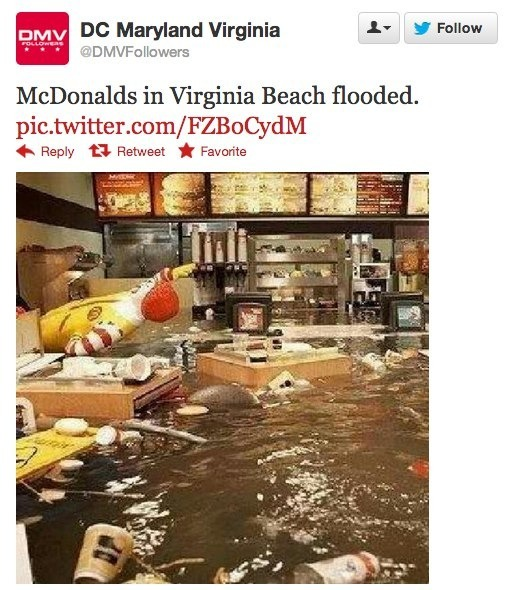 DMV
FOLLOWERS
DC Maryland Virginia
@DMVFollowers
Follow
McDonalds in Virginia Beach flooded.
pic.twitter.com/FZBoCydM
Reply Retweet Favorite